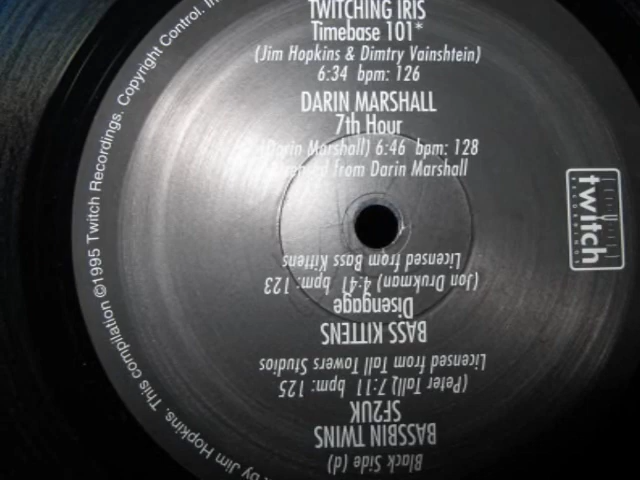 TWITCHING IRIS
Timebase 101*
(Jim Hopkins & Dimtry Vainshtein)
6:34 bpm: 126
DARIN MARSHALL
7th Hour
(Darin Marshall) 6:46 bpm: 128
from Darin Marshall
Black Side (d)
BASSBIN TWINS
SF2UK
(Peter Tall) 7:11 bpm: 125
Licensed from Tall Towers Studios
BASS KITTENS
Disengage
(Jon Drukman) 4:41 bpm: 123
Licensed from Bass Kittens
twitch
RECORDINGS
by Jim Hopkins. This compilation ©1995 Twitch Recordings. Copyright Control.